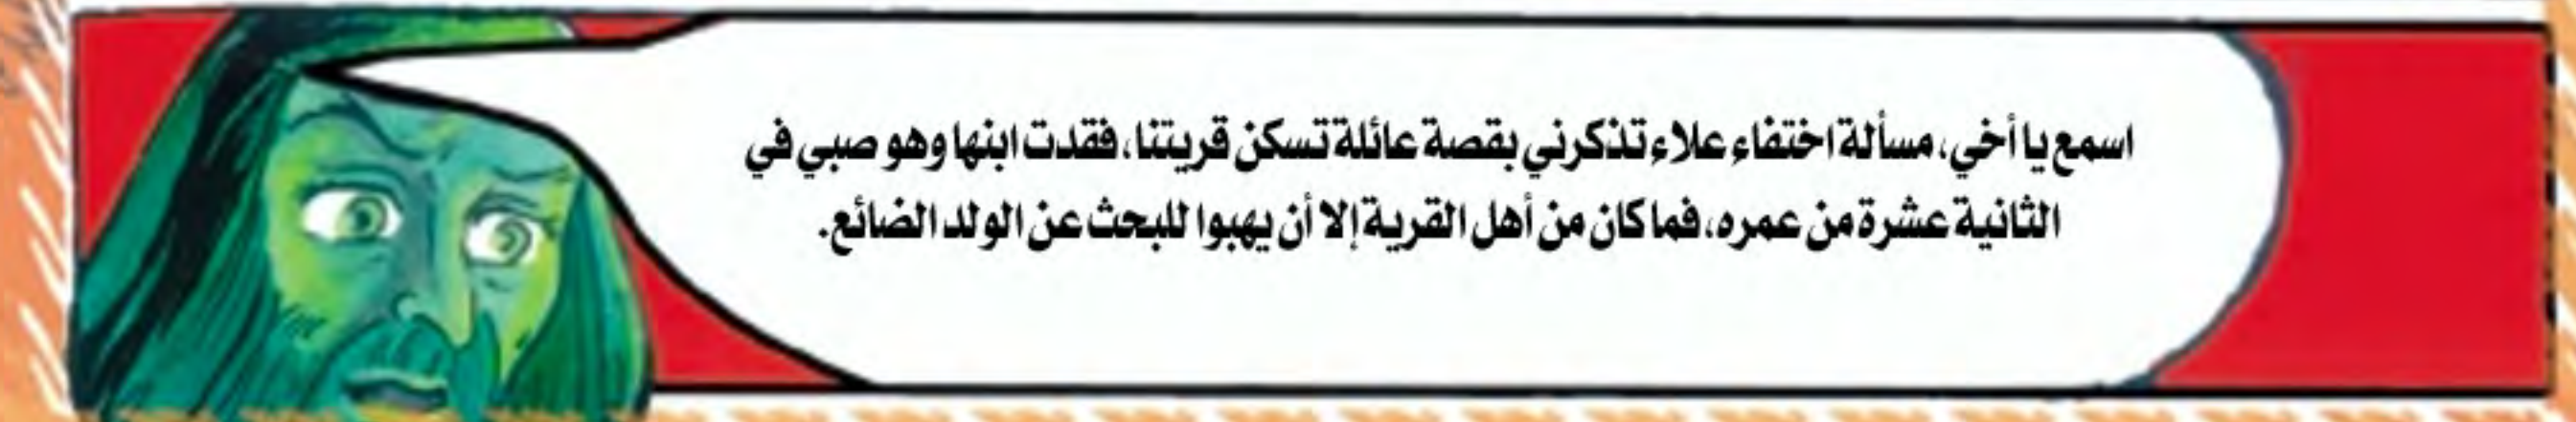 اسمع يا أخي، مسألة اختفاء علاء تذكرني بقصة عائلة تسكن قريتنا، فقدت ابنها وهو صبي في
الثانية عشرة من عمره، فما كان من أهل القرية إلا أن يهبوا للبحث عن الولد الضائع.